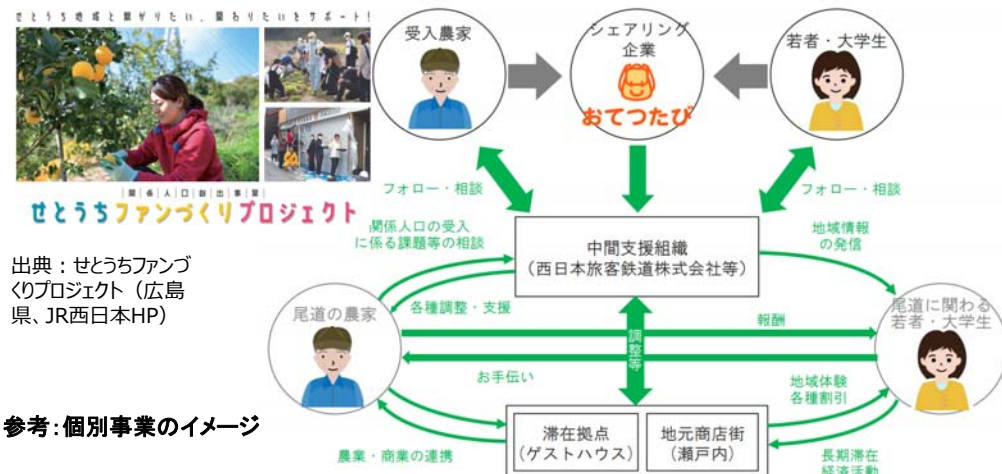 せとうち地域と繋がりたい、関わりたいをサポート！
関係人口創出事業
せとうちファンづくりプロジェクト
出典：せとうちファンづ
くりプロジェクト（広島
県、JR西日本HP）
参考：個別事業のイメージ
受入農家
シェアリング
企業
おてつたび
若者・大学生
フォロー・相談
フォロー・相談
関係人口の受入
に係る課題等の相談
中間支援組織
（西日本旅客鉄道株式会社等）
地域情報
の発信
各種調整・支援
尾道の農家
報酬
尾道に関わる
若者・大学生
調整等
お手伝い
地域体験
各種割引
滞在拠点
（ゲストハウス）
地元商店街
（瀬戸内）
農業・商業の連携
長期滞在
経済活動